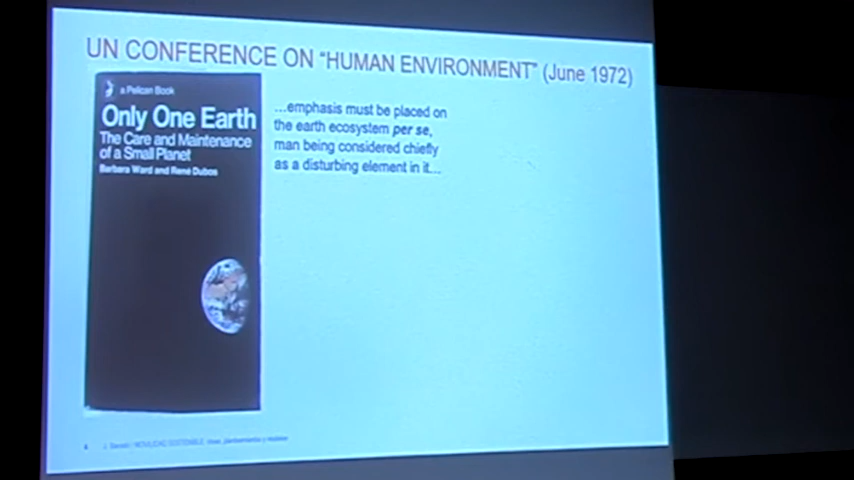 UN CONFERENCE ON "HUMAN ENVIRONMENT" (June 1972)
a Pelican Book
Only One Earth
The Care and Maintenance
of a Small Planet
Barbara Ward and René Dubos
...emphasis must be placed on
the earth ecosystem per se,
man being considered chiefly
as a disturbing element in it...
MOVILIDAD SOSTENIBLE